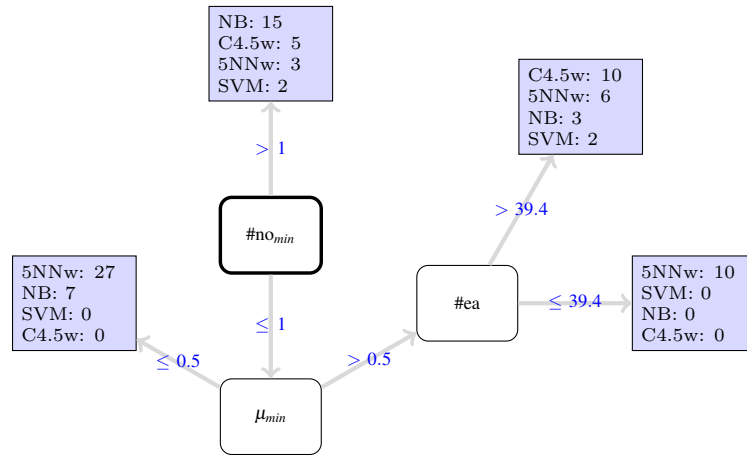 NB: 15
C4.5w: 5
5NNw: 3
SVM: 2
C4.5w: 10
5NNw: 6
NB: 3
SVM: 2
> 1
> 39.4
#no_min
5NNw: 27
NB: 7
SVM: 0
C4.5w: 0
#ea
≤ 39.4
5NNw: 10
SVM: 0
NB: 0
C4.5w: 0
≤ 1
≤ 0.5
> 0.5
μ_min